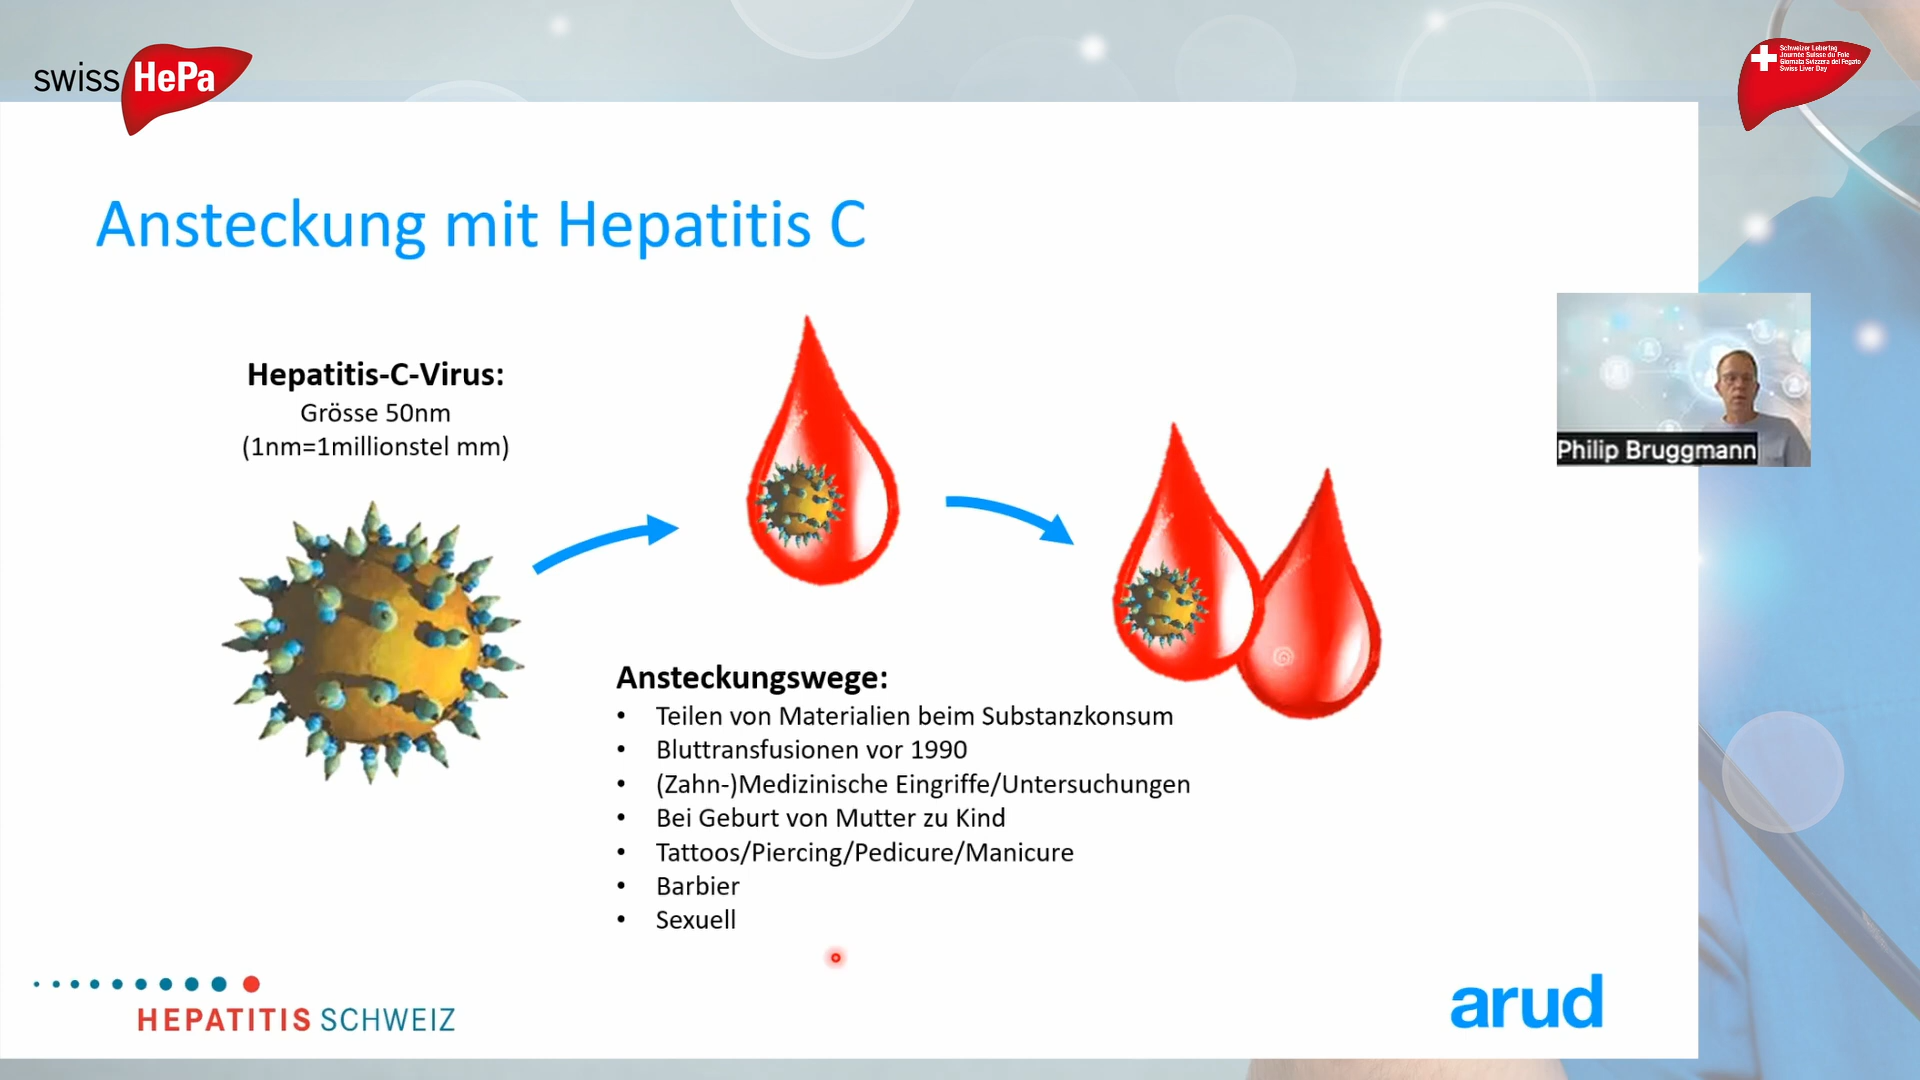 swiss HePa
Schweizer Lebertag
Journée Suisse du Foie
Giornata Svizzera del Fegato
Swiss Liver Day
Ansteckung mit Hepatitis C
Hepatitis-C-Virus:
Grösse 50nm
(1nm=1millionstel mm)
Philip Bruggmann
Ansteckungswege:
• Teilen von Materialien beim Substanzkonsum
• Bluttransfusionen vor 1990
• (Zahn-)Medizinische Eingriffe/Untersuchungen
• Bei Geburt von Mutter zu Kind
• Tattoos/Piercing/Pedicure/Manicure
• Barbier
• Sexuell
HEPATITIS SCHWEIZ
arud